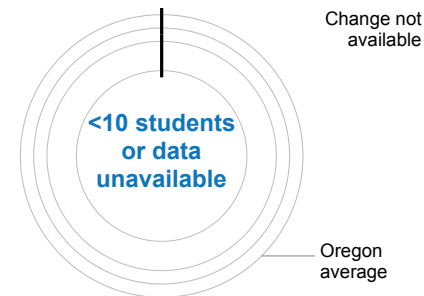 Change not
available
<10 students
or data
unavailable
Oregon
average